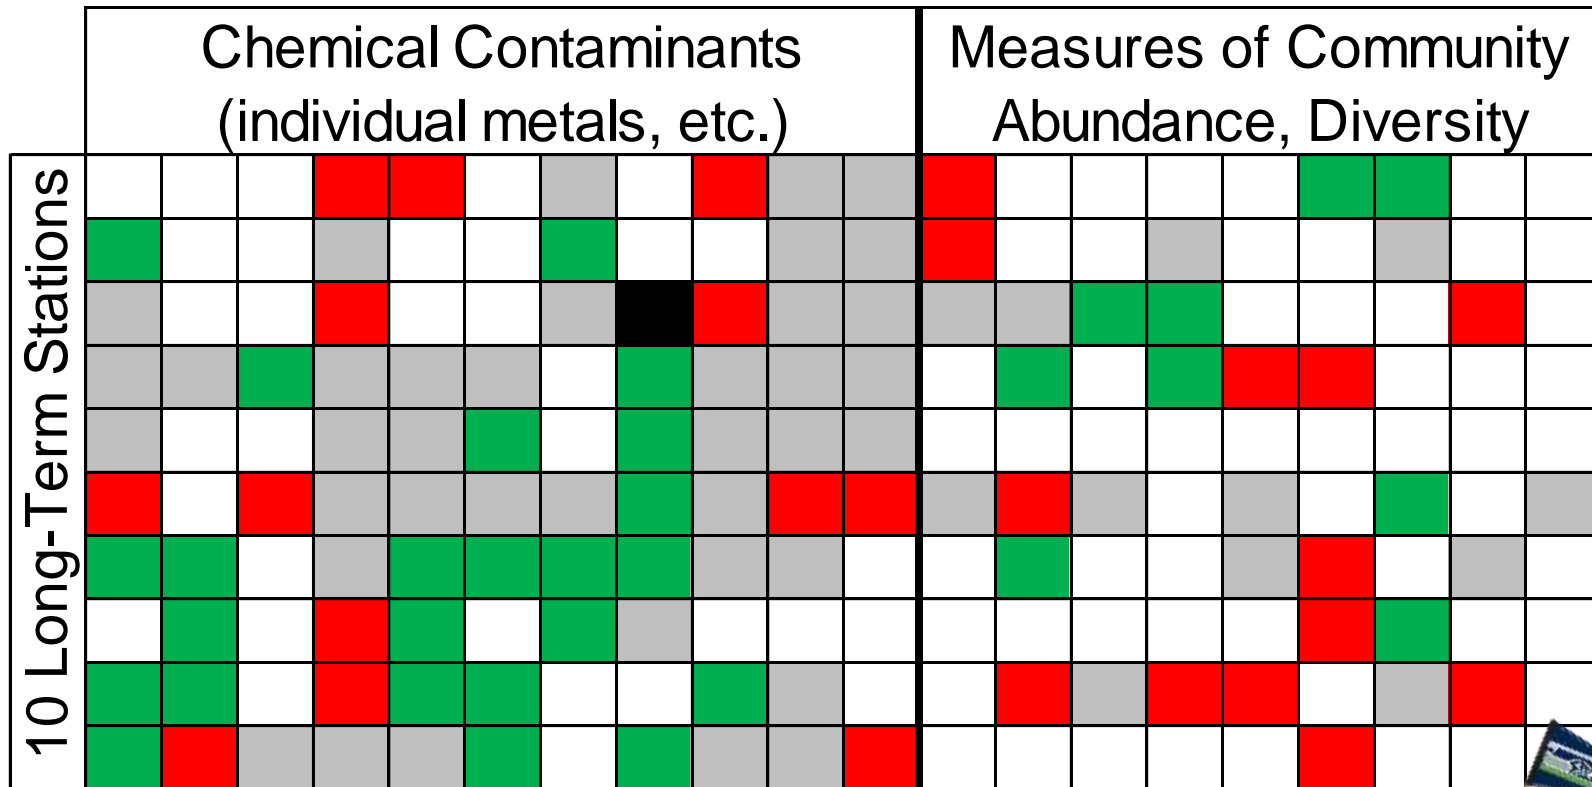 Chemical Contaminants
(individual metals, etc.)
Measures of Community
Abundance, Diversity
10 Long-Term Stations